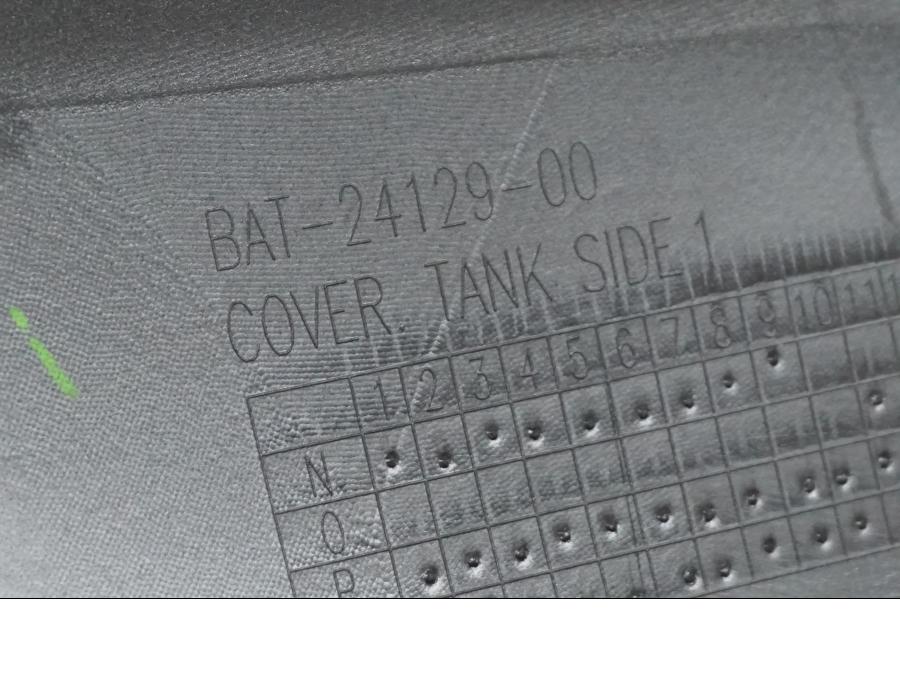 BAT-24129-00
COVER. TANK SIDE 1
1 2 3 4 5 6 7 8 9 10 11
N.
O
P